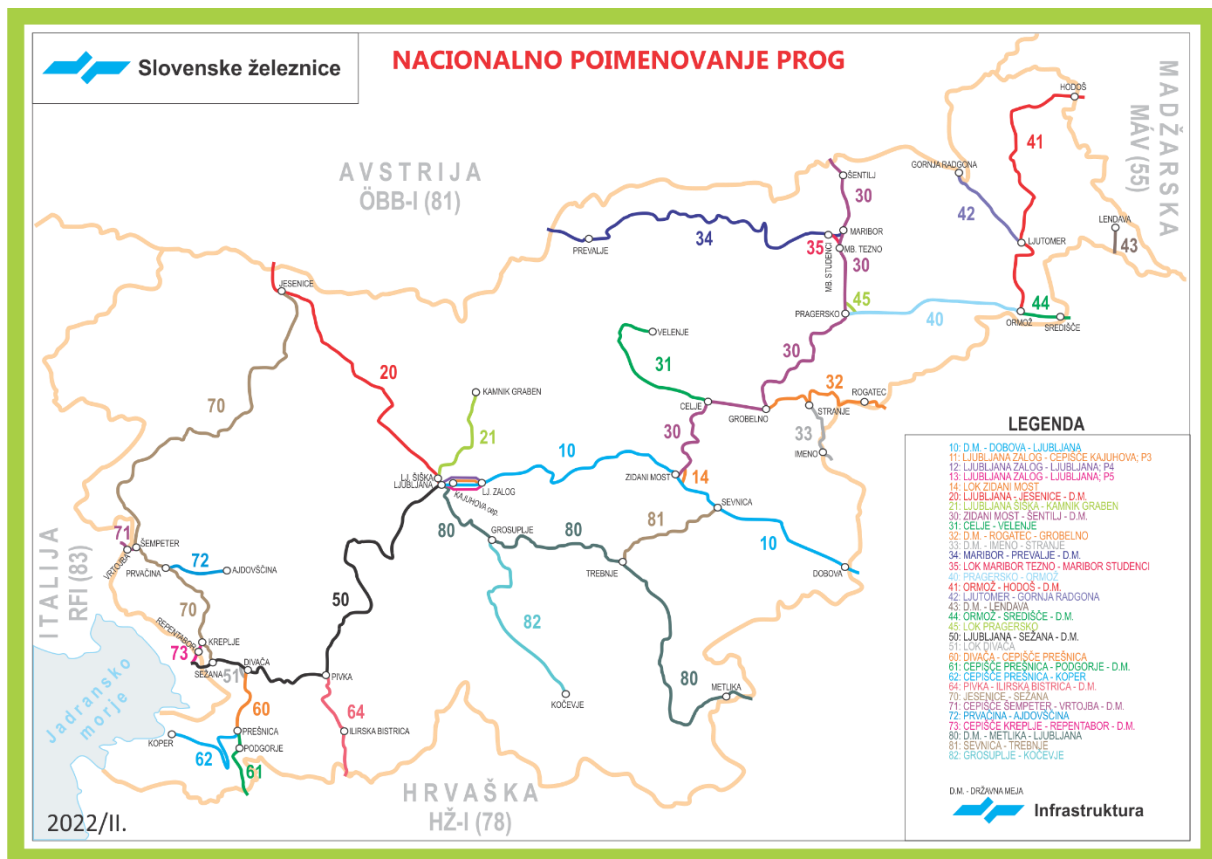 Slovenske železnice
NACIONALNO POIMENOVANJE PROG
AVSTRIJA
ÖBB-I (81)
MADŽARSKA
MÁV (55)
ITALIJA
RFI (83)
HRVAŠKA
HŽ-I (78)
Jadransko
morje
HODOŠ
41
GORNJA RADGONA
42
ŠENTILJ
30
LENDAVA
43
LJUTOMER
PREVALJE
34
35
MARIBOR
MB. TEZNO
MB. STUDENCI
30
45
PRAGERSKO
40
44
ORMOŽ
SREDIŠČE
JESENICE
20
70
VELENJE
31
30
32
ROGATEC
CELJE
GROBELNO
STRANJE
33
IMENO
KAMNIK GRABEN
21
30
10
LJ. ŠIŠKA
LJUBLJANA
KAJUHOVA cep.
LJ. ZALOG
ZIDANI MOST
14
SEVNICA
81
10
DOBOVA
80
GROSUPLJE
80
TREBNJE
71
ŠEMPETER
VRTOJBA
PRVAČINA
72
AJDOVŠČINA
70
50
82
KOČEVJE
80
METLIKA
REPENTABOR
KREPLJE
73
SEŽANA
51
DIVAČA
PIVKA
60
64
ILIRSKA BISTRICA
PREŠNICA
PODGORJE
KOPER
62
61
LEGENDA
10: D.M. - DOBOVA - LJUBLJANA
11: LJUBLJANA ZALOG - CEPIŠČE KAJUHOVA; P3
12: LJUBLJANA ZALOG - LJUBLJANA; P4
13: LJUBLJANA ZALOG - LJUBLJANA; P5
14: LOK ZIDANI MOST
20: LJUBLJANA - JESENICE - D.M.
21: LJUBLJANA ŠIŠKA - KAMNIK GRABEN
30: ZIDANI MOST - ŠENTILJ - D.M.
31: CELJE - VELENJE
32: D.M. - ROGATEC - GROBELNO
33: D.M. - IMENO - STRANJE
34: MARIBOR - PREVALJE - D.M.
35: LOK MARIBOR TEZNO - MARIBOR STUDENCI
40: PRAGERSKO - ORMOŽ
41: ORMOŽ - HODOŠ - D.M.
42: LJUTOMER - GORNJA RADGONA
43: D.M. - LENDAVA
44: ORMOŽ - SREDIŠČE - D.M.
45: LOK PRAGERSKO
50: LJUBLJANA - SEŽANA - D.M.
51: LOK DIVAČA
60: DIVAČA - CEPIŠČE PREŠNICA
61: CEPIŠČE PREŠNICA - PODGORJE - D.M.
62: CEPIŠČE PREŠNICA - KOPER
64: PIVKA - ILIRSKA BISTRICA - D.M.
70: JESENICE - SEŽANA
71: CEPIŠČE ŠEMPETER - VRTOJBA - D.M.
72: PRVAČINA - AJDOVŠČINA
73: CEPIŠČE KREPLJE - REPENTABOR - D.M.
80: D.M. - METLIKA - LJUBLJANA
81: SEVNICA - TREBNJE
82: GROSUPLJE - KOČEVJE
D.M. - DRŽAVNA MEJA
Infrastruktura
2022/II.